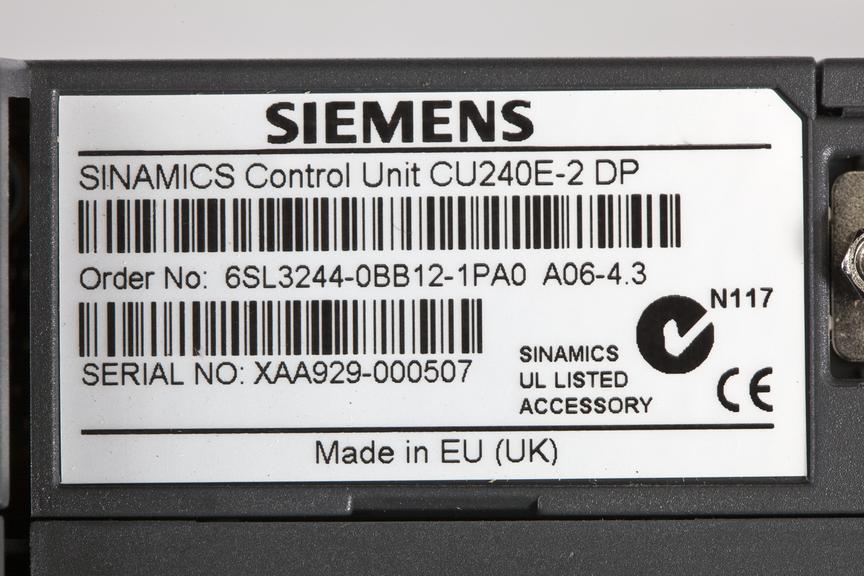 SIEMENS
SINAMICS Control Unit CU240E-2 DP
Order No: 6SL3244-0BB12-1PA0 A06-4.3
N117
SERIAL NO: XAA929-000507
SINAMICS
UL LISTED
ACCESSORY
CE
Made in EU (UK)